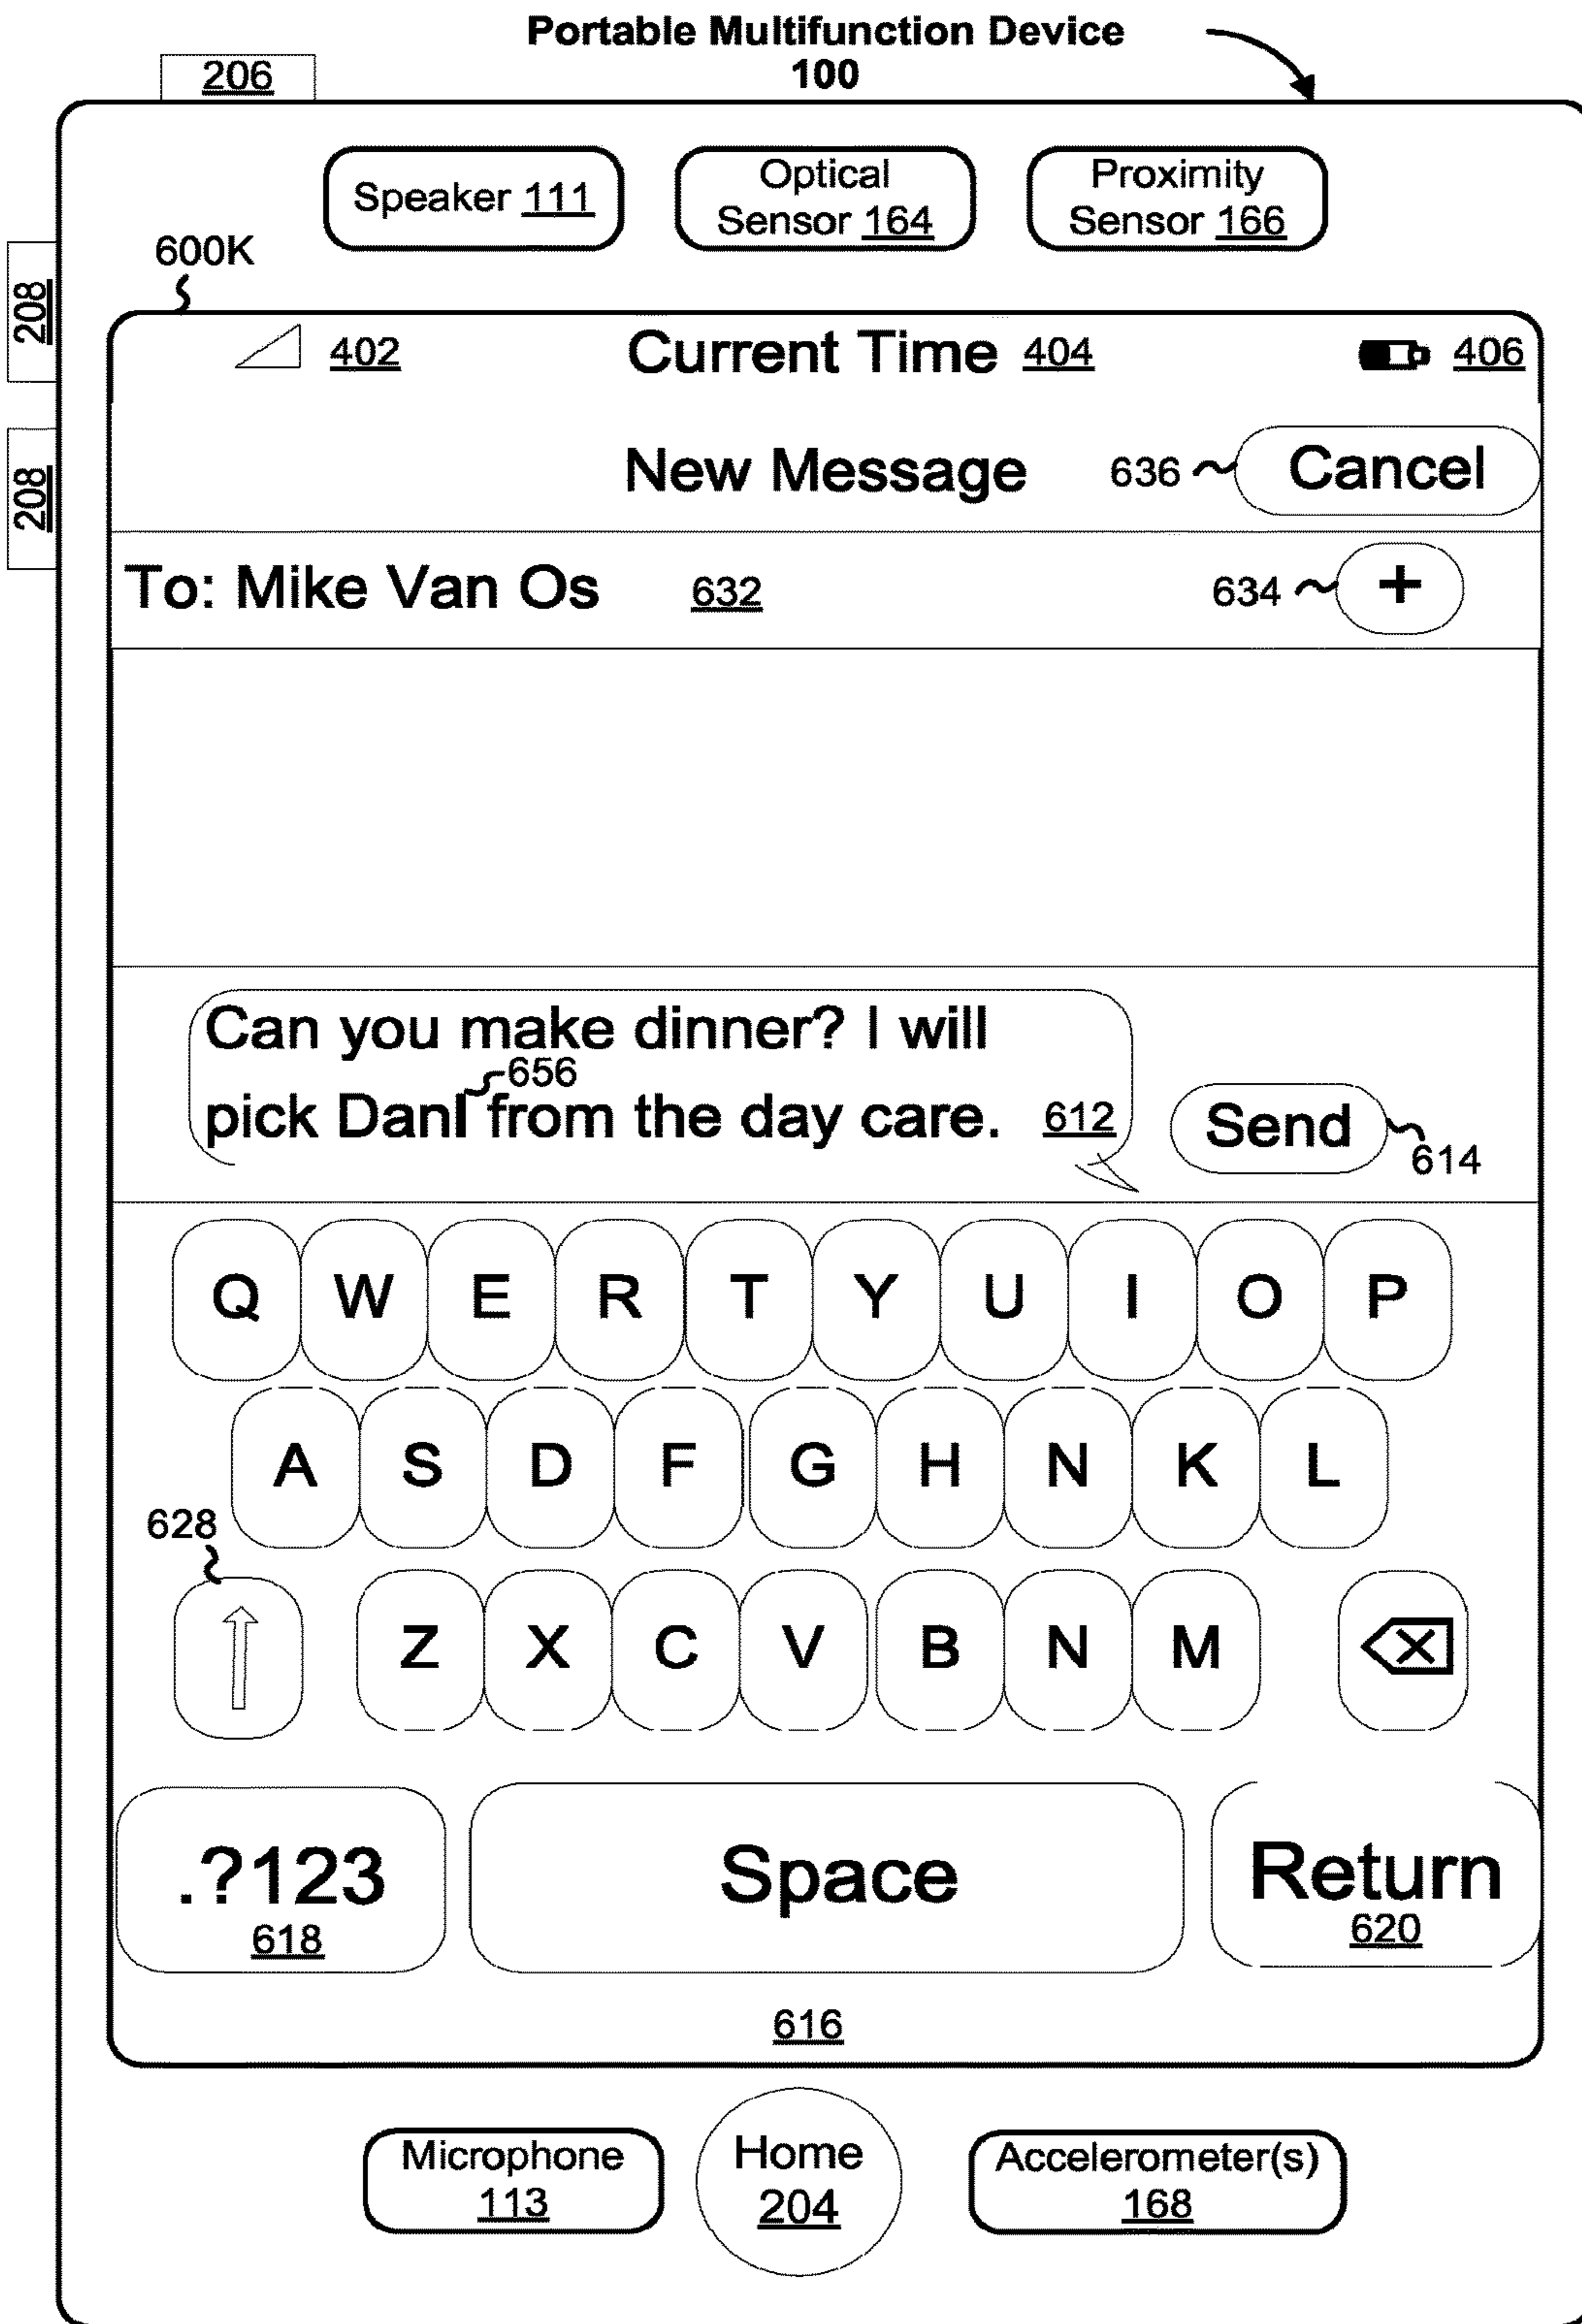 Portable Multifunction Device
100
206
Speaker 111
Optical
Sensor 164
Proximity
Sensor 166
600K
208
208
402
Current Time 404
406
New Message
636
Cancel
To: Mike Van Os
632
634
+
Can you make dinner? I will
656
pick Dan from the day care.
612
Send
614
Q W E R T Y U I O P
A S D F G H N K L
628
Z X C V B N M
.?123
618
Space
Return
620
616
Microphone
113
Home
204
Accelerometer(s)
168